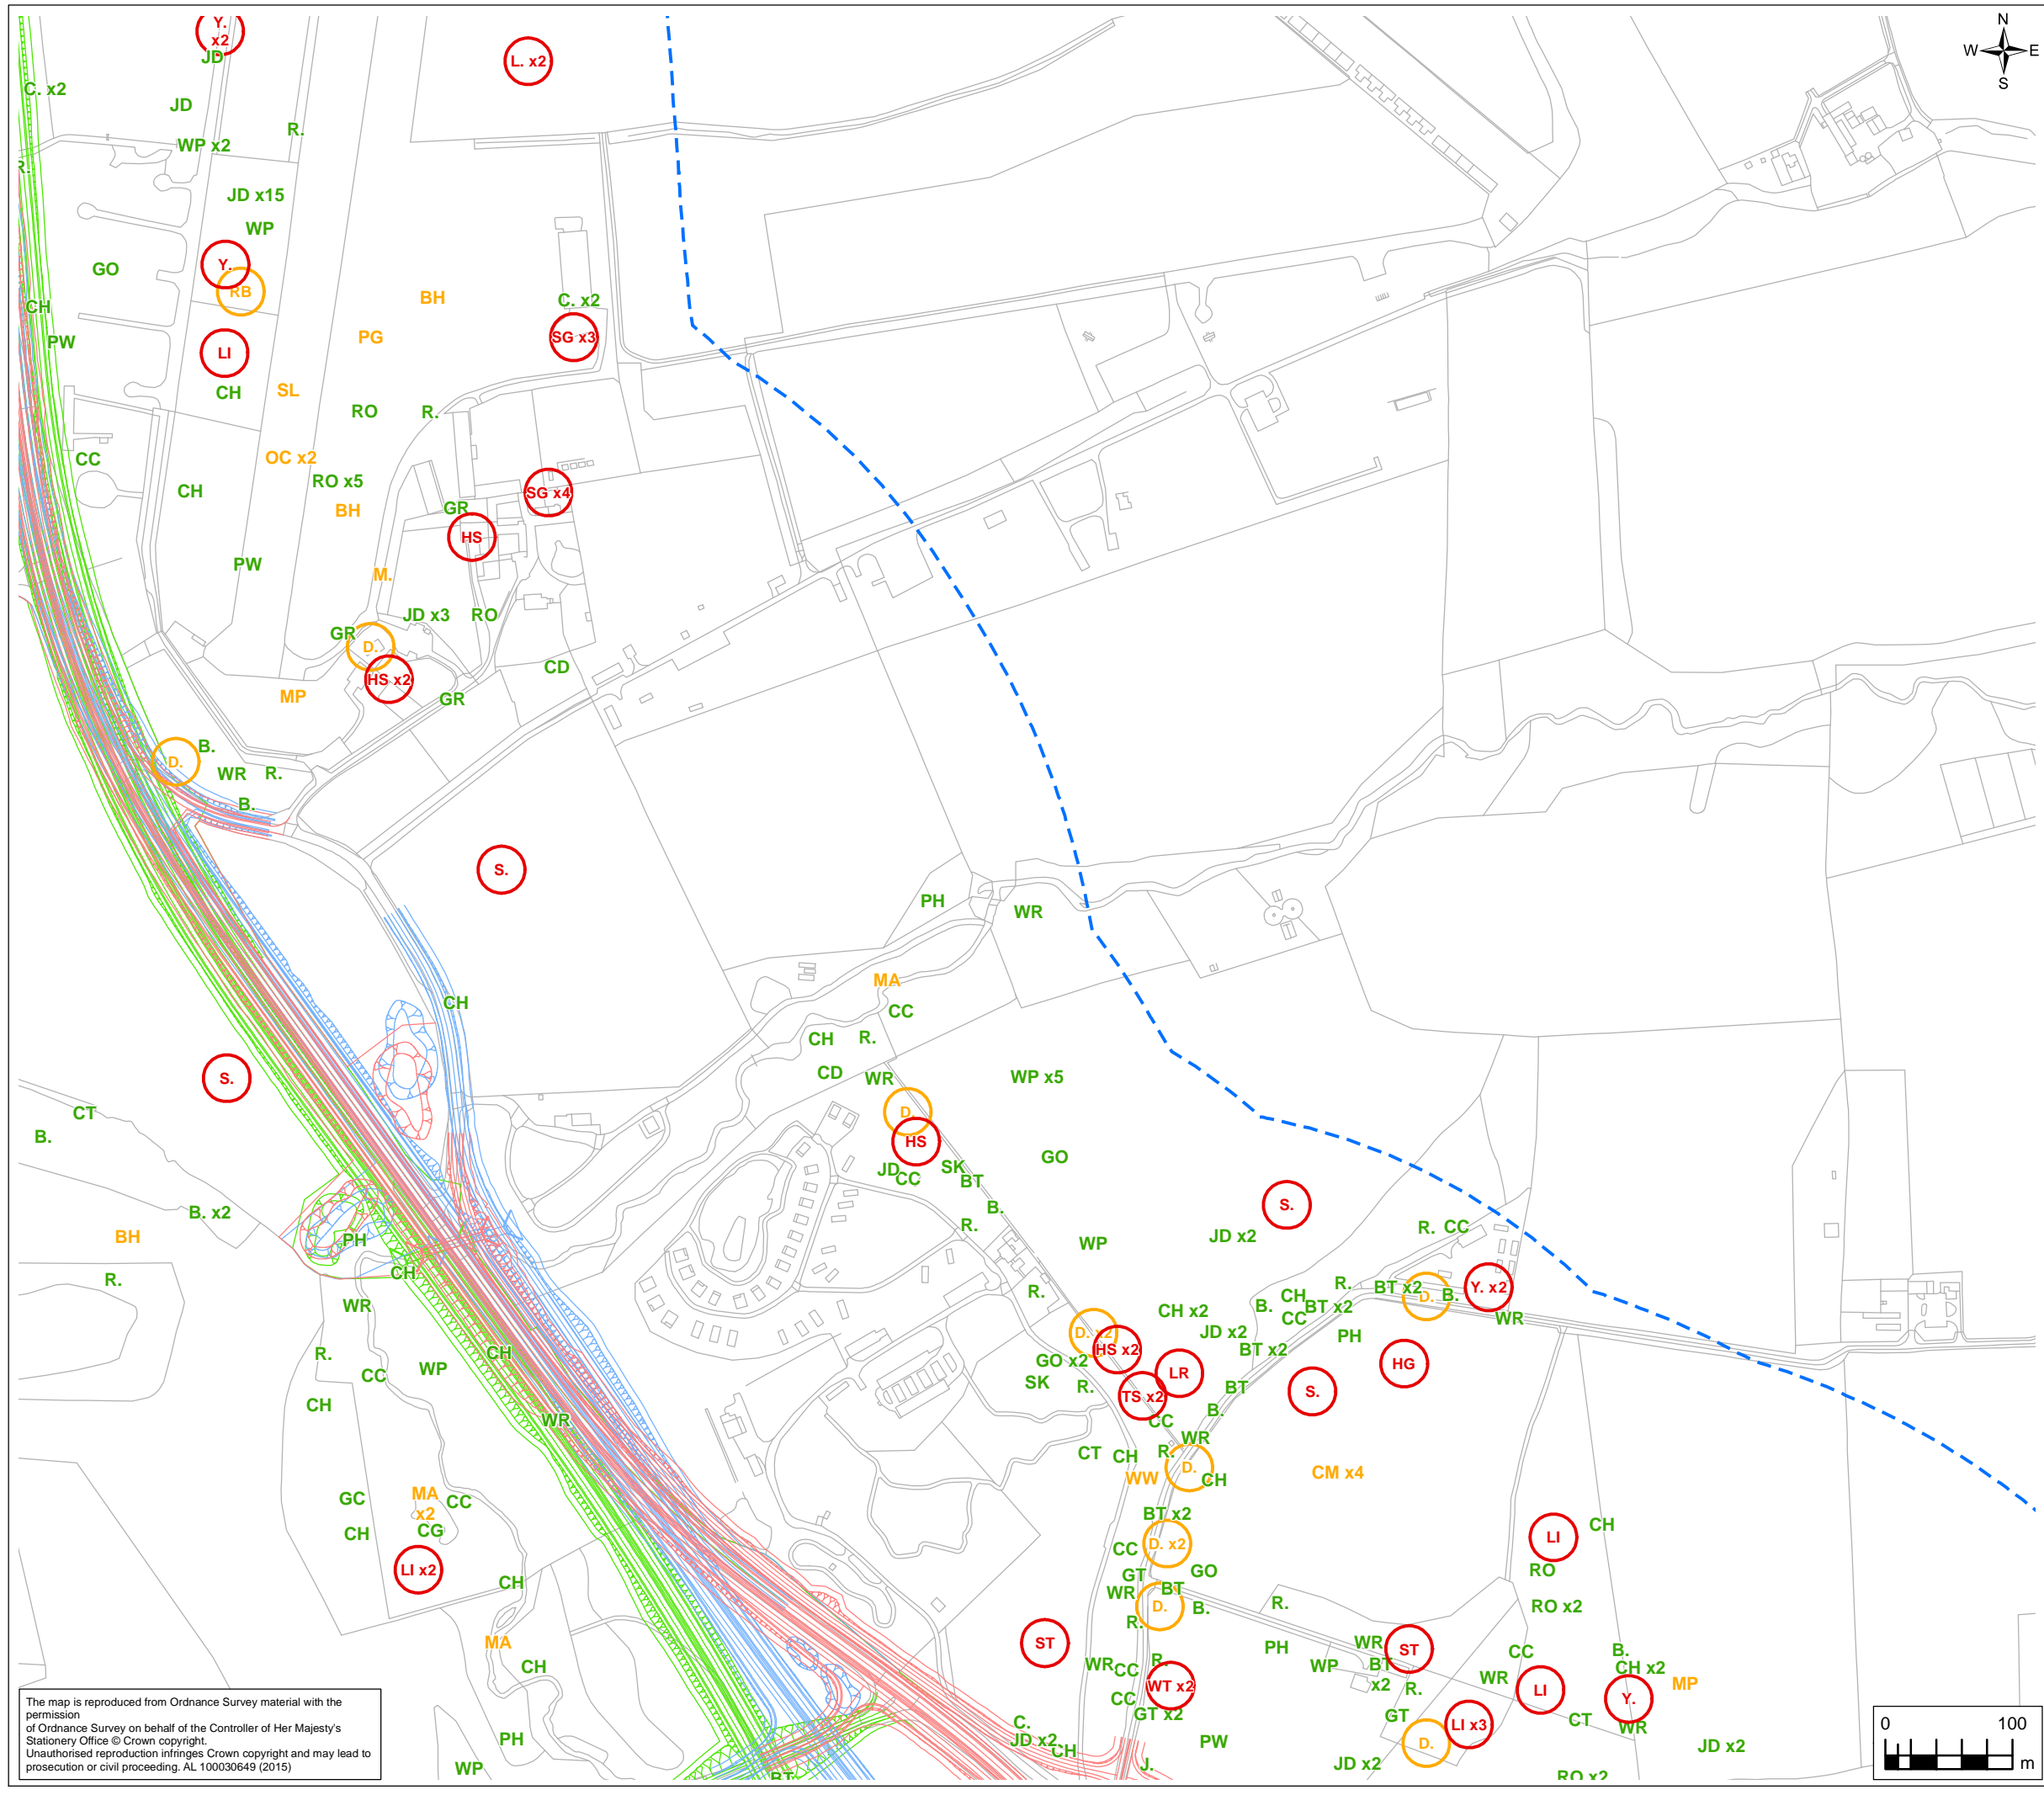 Y.
x2
L. x2
N
W E
S
JD
C. x2
JD
R.
WP x2
R.
JD x15
WP
Y.
GO
RB
BH
C. x2
CH
PG
SG x3
PW
LI
SL
CH
RO
R.
CC
OC x2
RO x5
CH
SG x4
BH
GR
HS
PW
M.
JD x3
RO
GR
D.
CD
HS x2
MP
GR
B.
D.
WR
R.
B.
S.
PH
WR
MA
CH
CC
CH
R.
S.
CD
WR
WP x5
CT
D.
B.
HS
GO
JD
CC
SK
BT
B. x2
B.
S.
R.
BH
PH
WP
JD x2
R.
CC
R.
CH
R.
R.
BT x2
D.
B.
Y. x2
WR
CH x2
B.
CH
CC
BT x2
WR
D. x2
HS x2
JD x2
BT x2
PH
R.
CH
CC
WP
GO x2
LR
HG
SK
R.
TS x2
BT
S.
CH
B.
WR
CC
WR
CT
CH
R.
WW
D.
CH
CM x4
GC
MA
x2
CC
CH
CG
BT x2
LI
CH
D. x2
CC
LI x2
GT
GO
RO
CH
WR
BT
D.
B.
R.
RO x2
R.
MA
ST
PH
WR
ST
CC
B.
CH
WR
CC
R.
WP
BT
x2
WR
CH x2
MP
WT x2
R.
LI
Y.
CC
GT x2
GT
LI x3
CT
WR
C.
JD x2
CH
PW
D.
JD x2
PH
WP
BT
J.
JD x2
RO x2
The map is reproduced from Ordnance Survey material with the
permission
of Ordnance Survey on behalf of the Controller of Her Majesty's
Stationery Office © Crown copyright.
Unauthorised reproduction infringes Crown copyright and may lead to
prosecution or civil proceeding. AL 100030649 (2015)
0 100
m